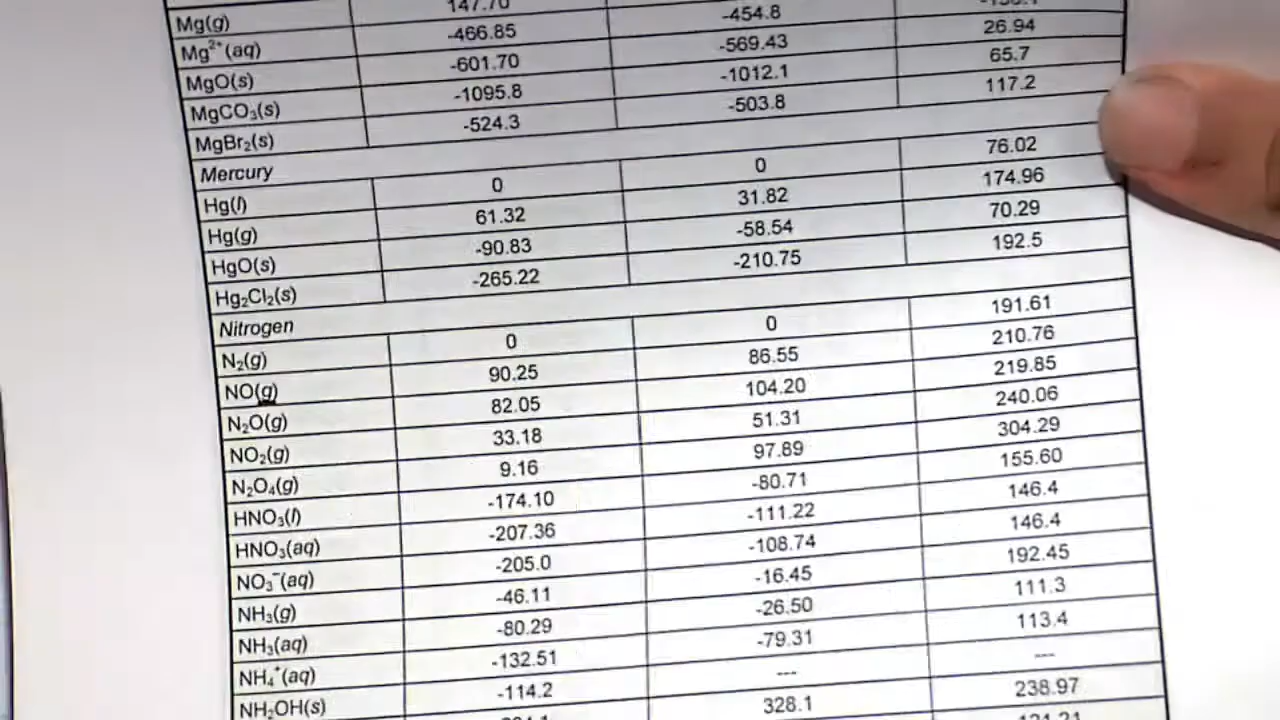 Mg(g) 147.70
Mg²⁺(aq) -466.85 -454.8
MgO(s) -601.70 -569.43 26.94
MgCO₃(s) -1095.8 -1012.1 65.7
MgBr₂(s) -524.3 -503.8 117.2
Mercury
Hg(l) 0 0 76.02
Hg(g) 61.32 31.82 174.96
HgO(s) -90.83 -58.54 70.29
Hg₂Cl₂(s) -265.22 -210.75 192.5
Nitrogen
N₂(g) 0 0 191.61
NO(g) 90.25 86.55 210.76
N₂O(g) 82.05 104.20 219.85
NO₂(g) 33.18 51.31 240.06
N₂O₄(g) 9.16 97.89 304.29
HNO₃(l) -174.10 -80.71 155.60
HNO₃(aq) -207.36 -111.22 146.4
NO₃⁻(aq) -205.0 -108.74 146.4
NH₃(g) -46.11 -16.45 192.45
NH₃(aq) -80.29 -26.50 111.3
NH₄⁺(aq) -132.51 -79.31 113.4
NH₂OH(s) -114.2 --- ---
328.1 238.97